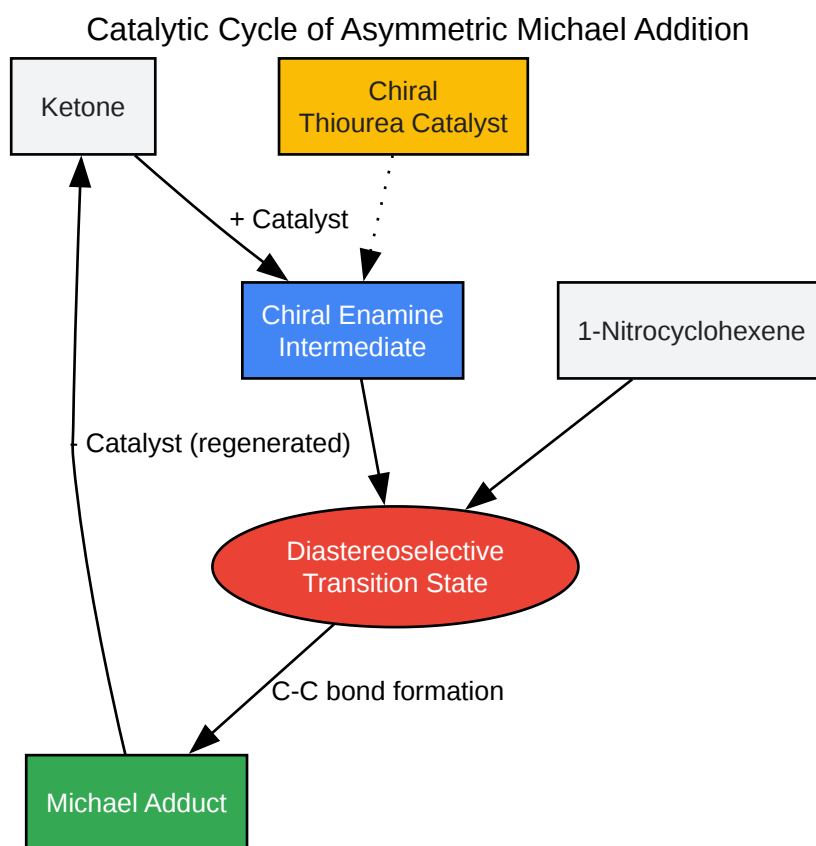 Catalytic Cycle of Asymmetric Michael Addition
Ketone
Chiral
Thiourea Catalyst
+ Catalyst
Chiral Enamine
Intermediate
1-Nitrocyclohexene
- Catalyst (regenerated)
Diastereoselective
Transition State
C-C bond formation
Michael Adduct